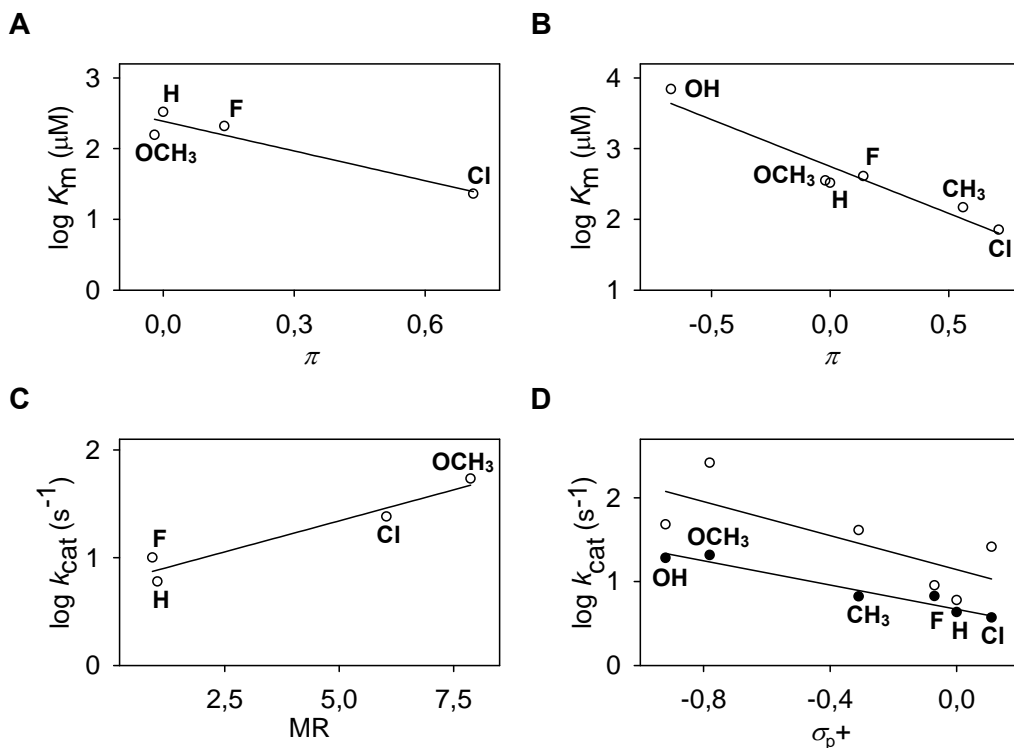 A
3
2
1
0
log Km (μM)
H
F
OCH3
Cl
0,0 0,3 0,6
π
B
4
3
2
1
log Km (μM)
OH
OCH3
H
F
CH3
Cl
-0,5 0,0 0,5
π
C
2
1
0
log kcat (s-1)
F
H
Cl
OCH3
2,5 5,0 7,5
MR
D
2
1
0
log kcat (s-1)
OH
OCH3
CH3
F
H
Cl
-0,8 -0,4 0,0
σp+